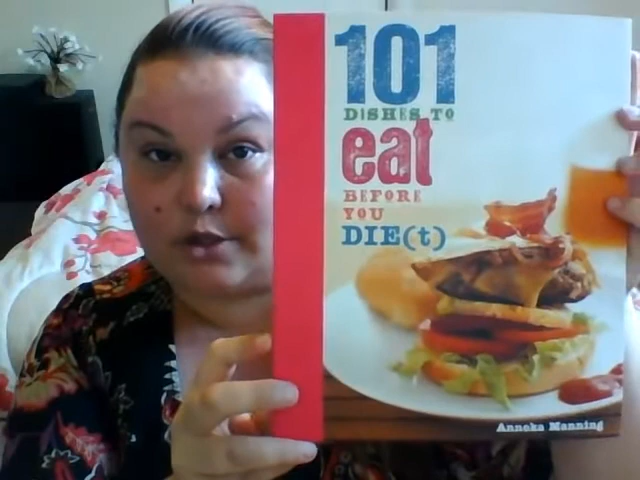 101
DISHES TO
eat
BEFORE
YOU
DIE(t)
Anneka Manning